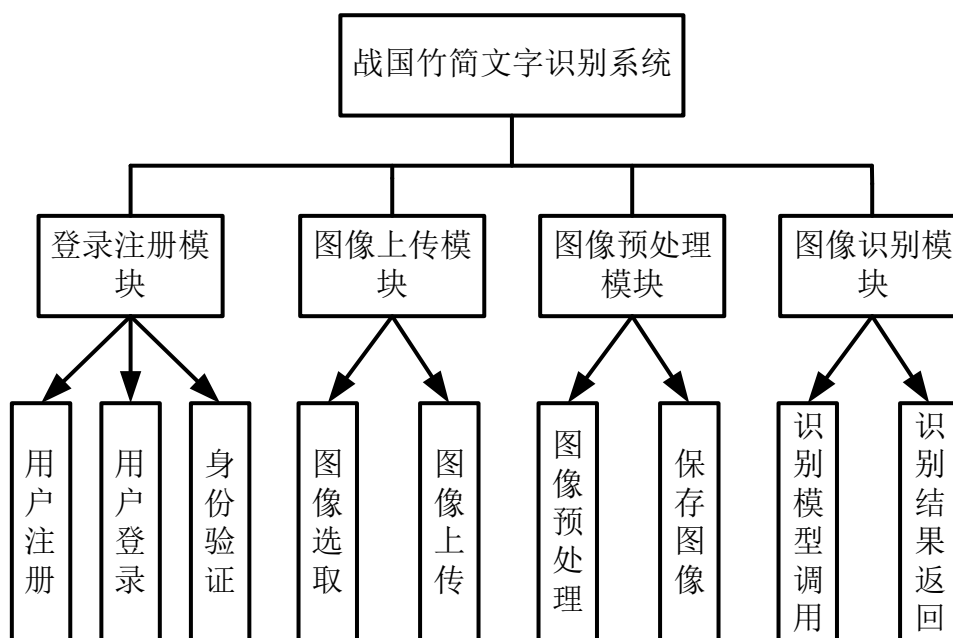 战国竹简文字识别系统
登录注册模
块
图像上传模
块
图像预处理
模块
图像识别模
块
用户注册
用户登录
身份验证
图像选取
图像上传
图像预处理
保存图像
识别模型调用
识别结果返回